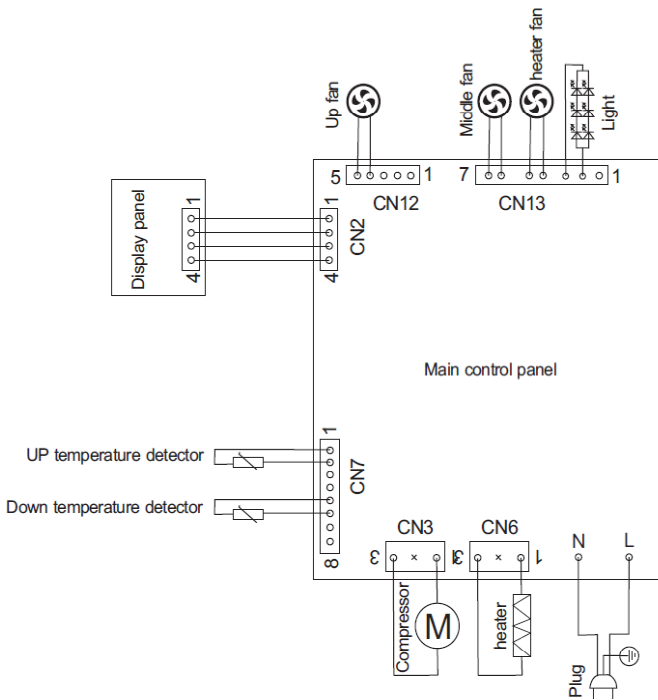 Up fan
Middle fan
heater fan
Light
5
1
7
1
CN12
CN13
Display panel
1
4
1
4
CN2
Main control panel
UP temperature detector
Down temperature detector
1
8
CN7
CN3
CN6
N
L
3
1
3
1
Compressor
M
heater
Plug